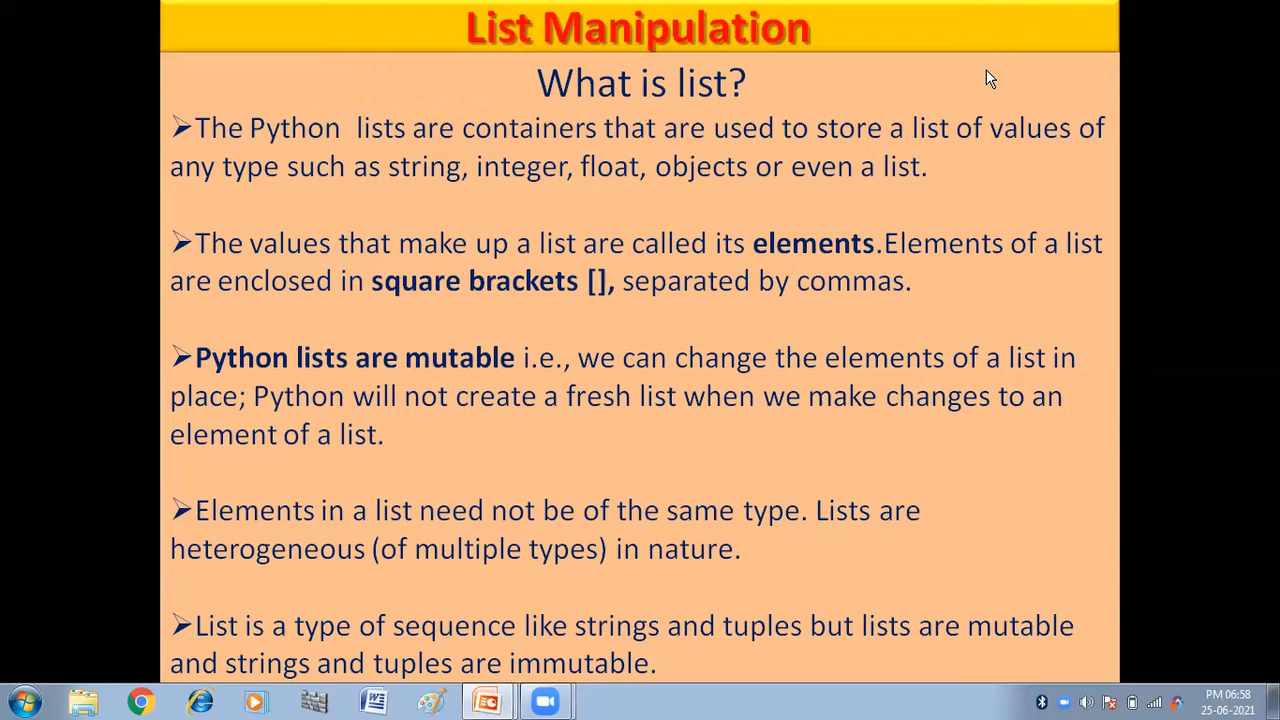 List Manipulation
What is list?
➢The Python  lists are containers that are used to store a list of values of
any type such as string, integer, float, objects or even a list.
➢The values that make up a list are called its elements.Elements of a list
are enclosed in square brackets [], separated by commas.
➢Python lists are mutable i.e., we can change the elements of a list in
place; Python will not create a fresh list when we make changes to an
element of a list.
➢Elements in a list need not be of the same type. Lists are
heterogeneous (of multiple types) in nature.
➢List is a type of sequence like strings and tuples but lists are mutable
and strings and tuples are immutable.
PM 06:58
25-06-2021